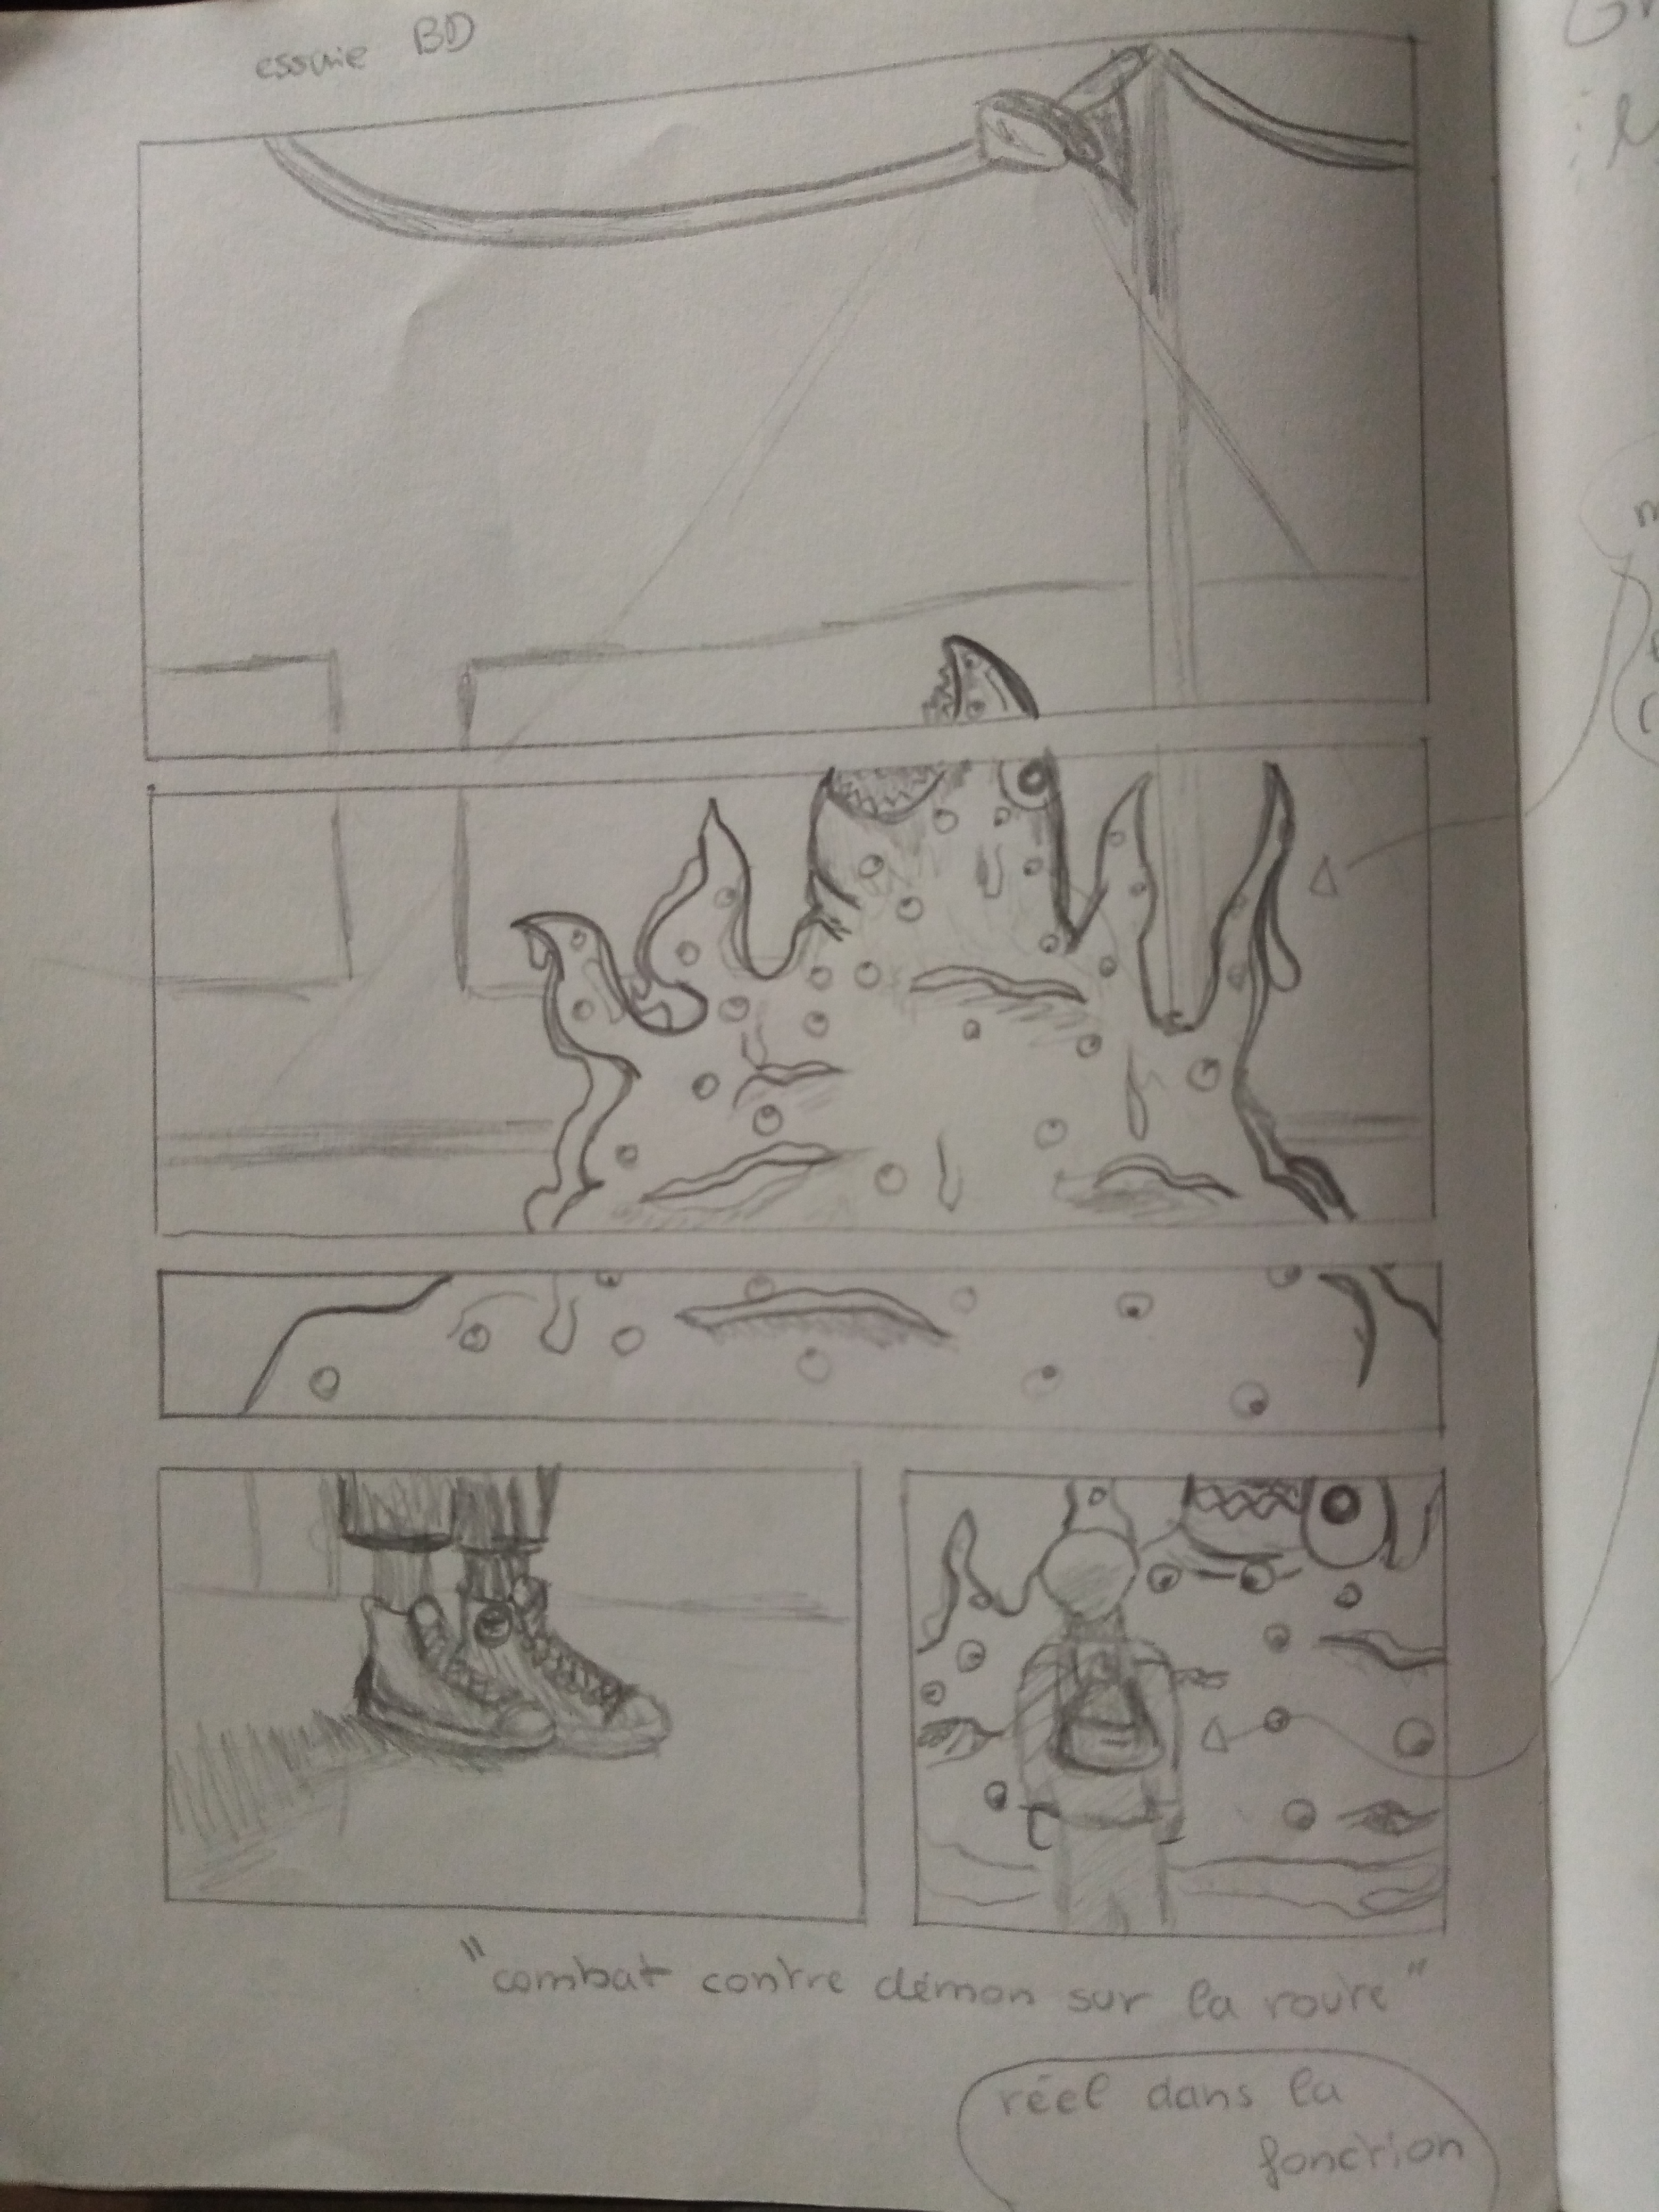 essaie BD
"combat contre démon sur la route"
réel dans la
fonction